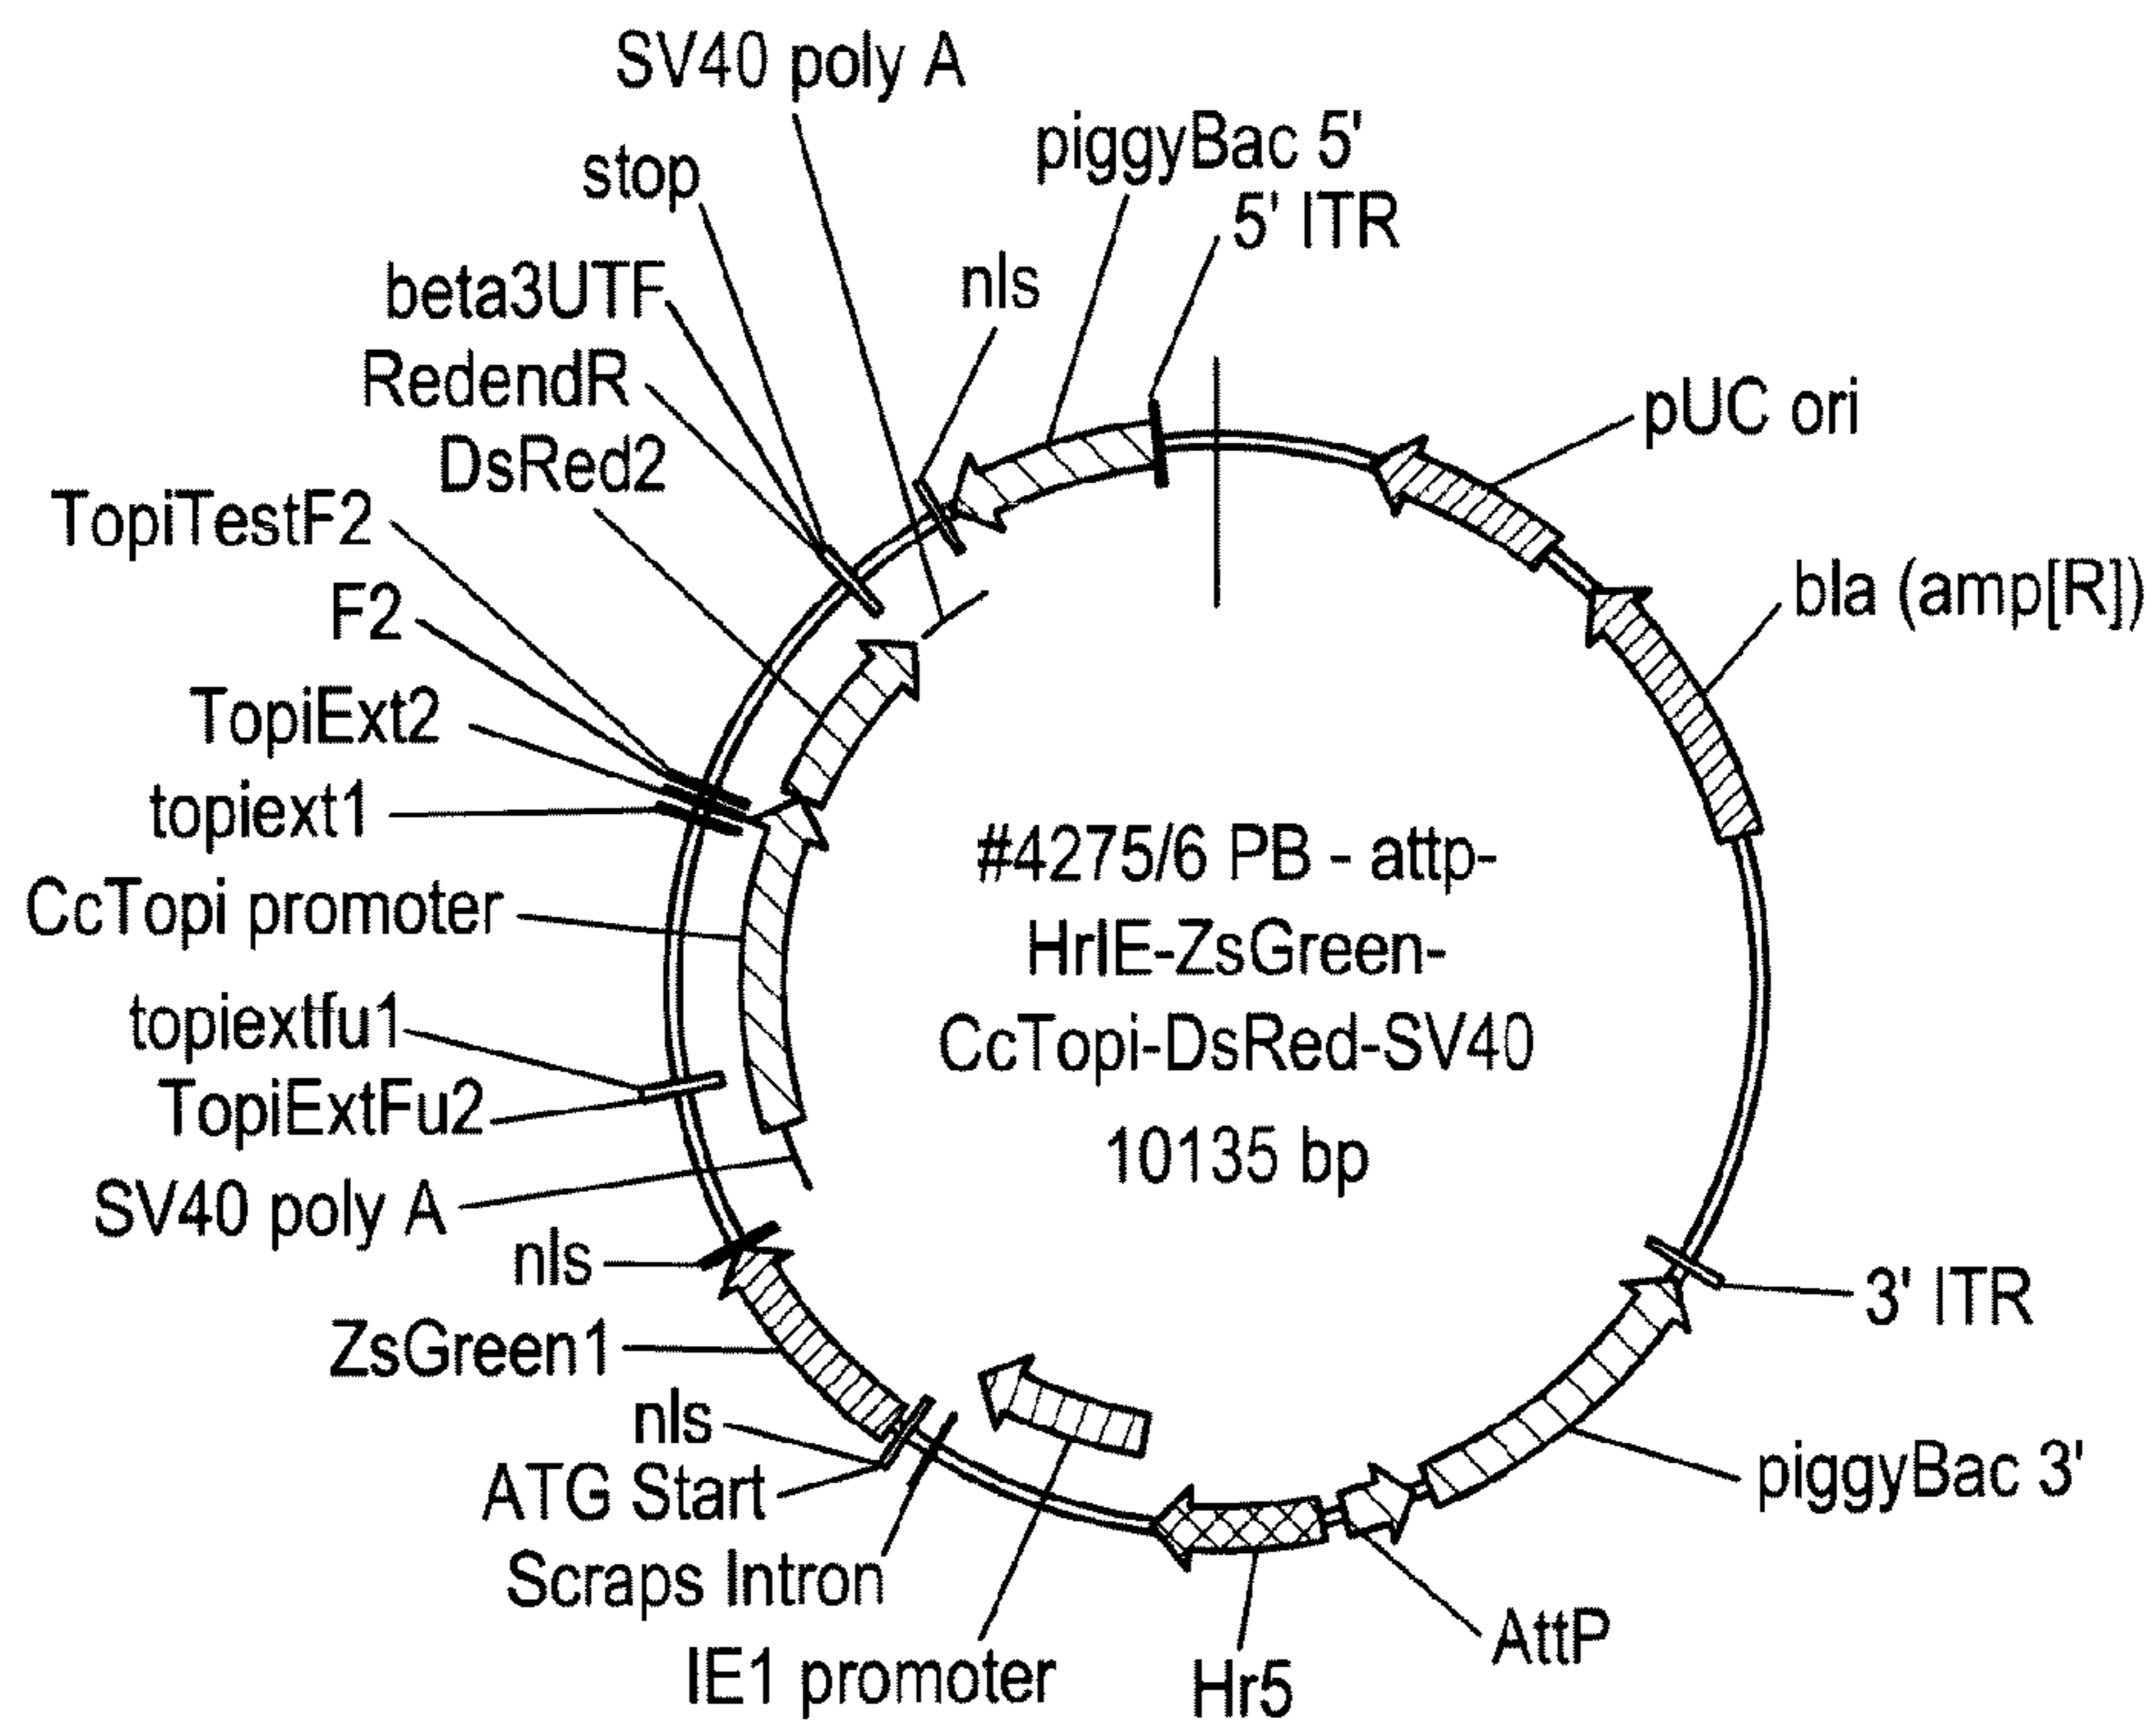 SV40 poly A
piggyBac 5'
stop
5' ITR
nls
beta3UTF
RedendR
pUC ori
DsRed2
TopiTestF2
bla (amp[R])
F2
TopiExt2
topiext1
#4275/6 PB - attp-
HrIE-ZsGreen-
CcTopi-DsRed-SV40
10135 bp
CcTopi promoter
topiextfu1
TopiExtFu2
SV40 poly A
nls
3' ITR
ZsGreen1
nls
ATG Start
piggyBac 3'
Scraps Intron
AttP
IE1 promoter
Hr5